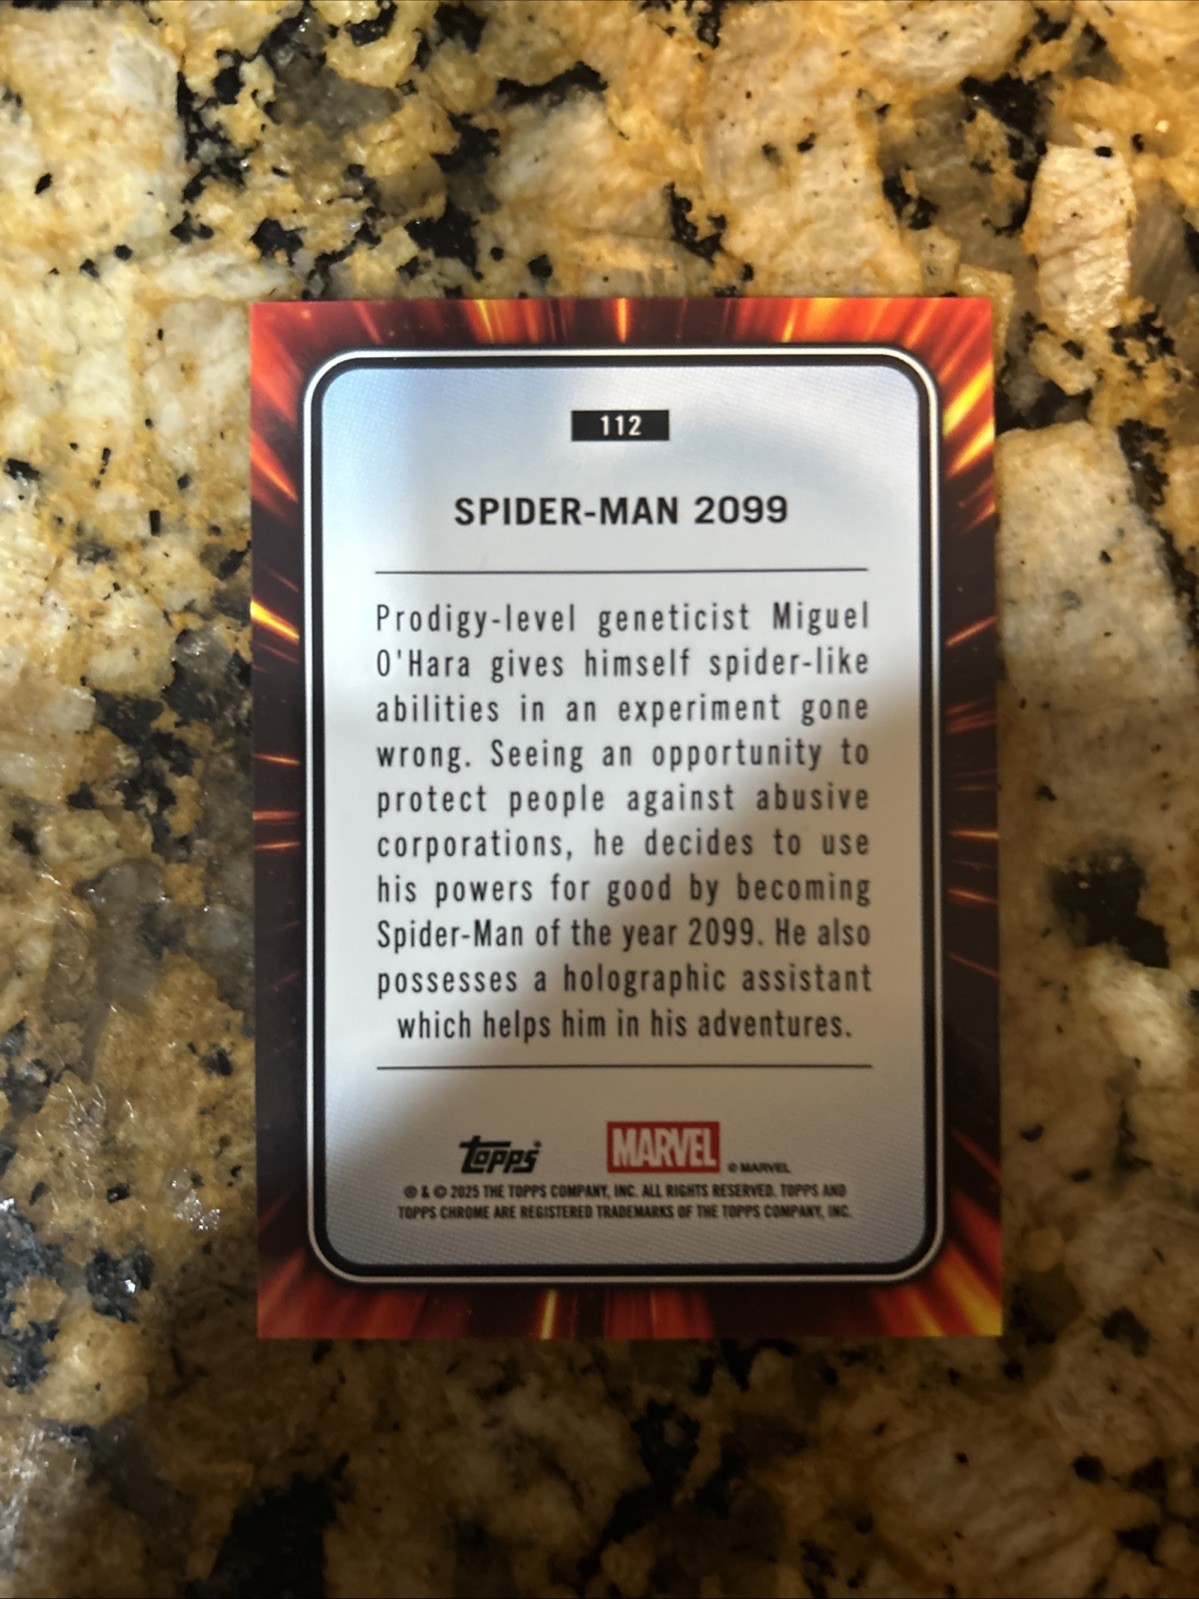 112
SPIDER-MAN 2099
Prodigy-level geneticist Miguel
O'Hara gives himself spider-like
abilities in an experiment gone
wrong. Seeing an opportunity to
protect people against abusive
corporations, he decides to use
his powers for good by becoming
Spider-Man of the year 2099. He also
possesses a holographic assistant
which helps him in his adventures.
topps® MARVEL © MARVEL
® & © 2025 THE TOPPS COMPANY, INC. ALL RIGHTS RESERVED. TOPPS AND
TOPPS CHROME ARE REGISTERED TRADEMARKS OF THE TOPPS COMPANY, INC.